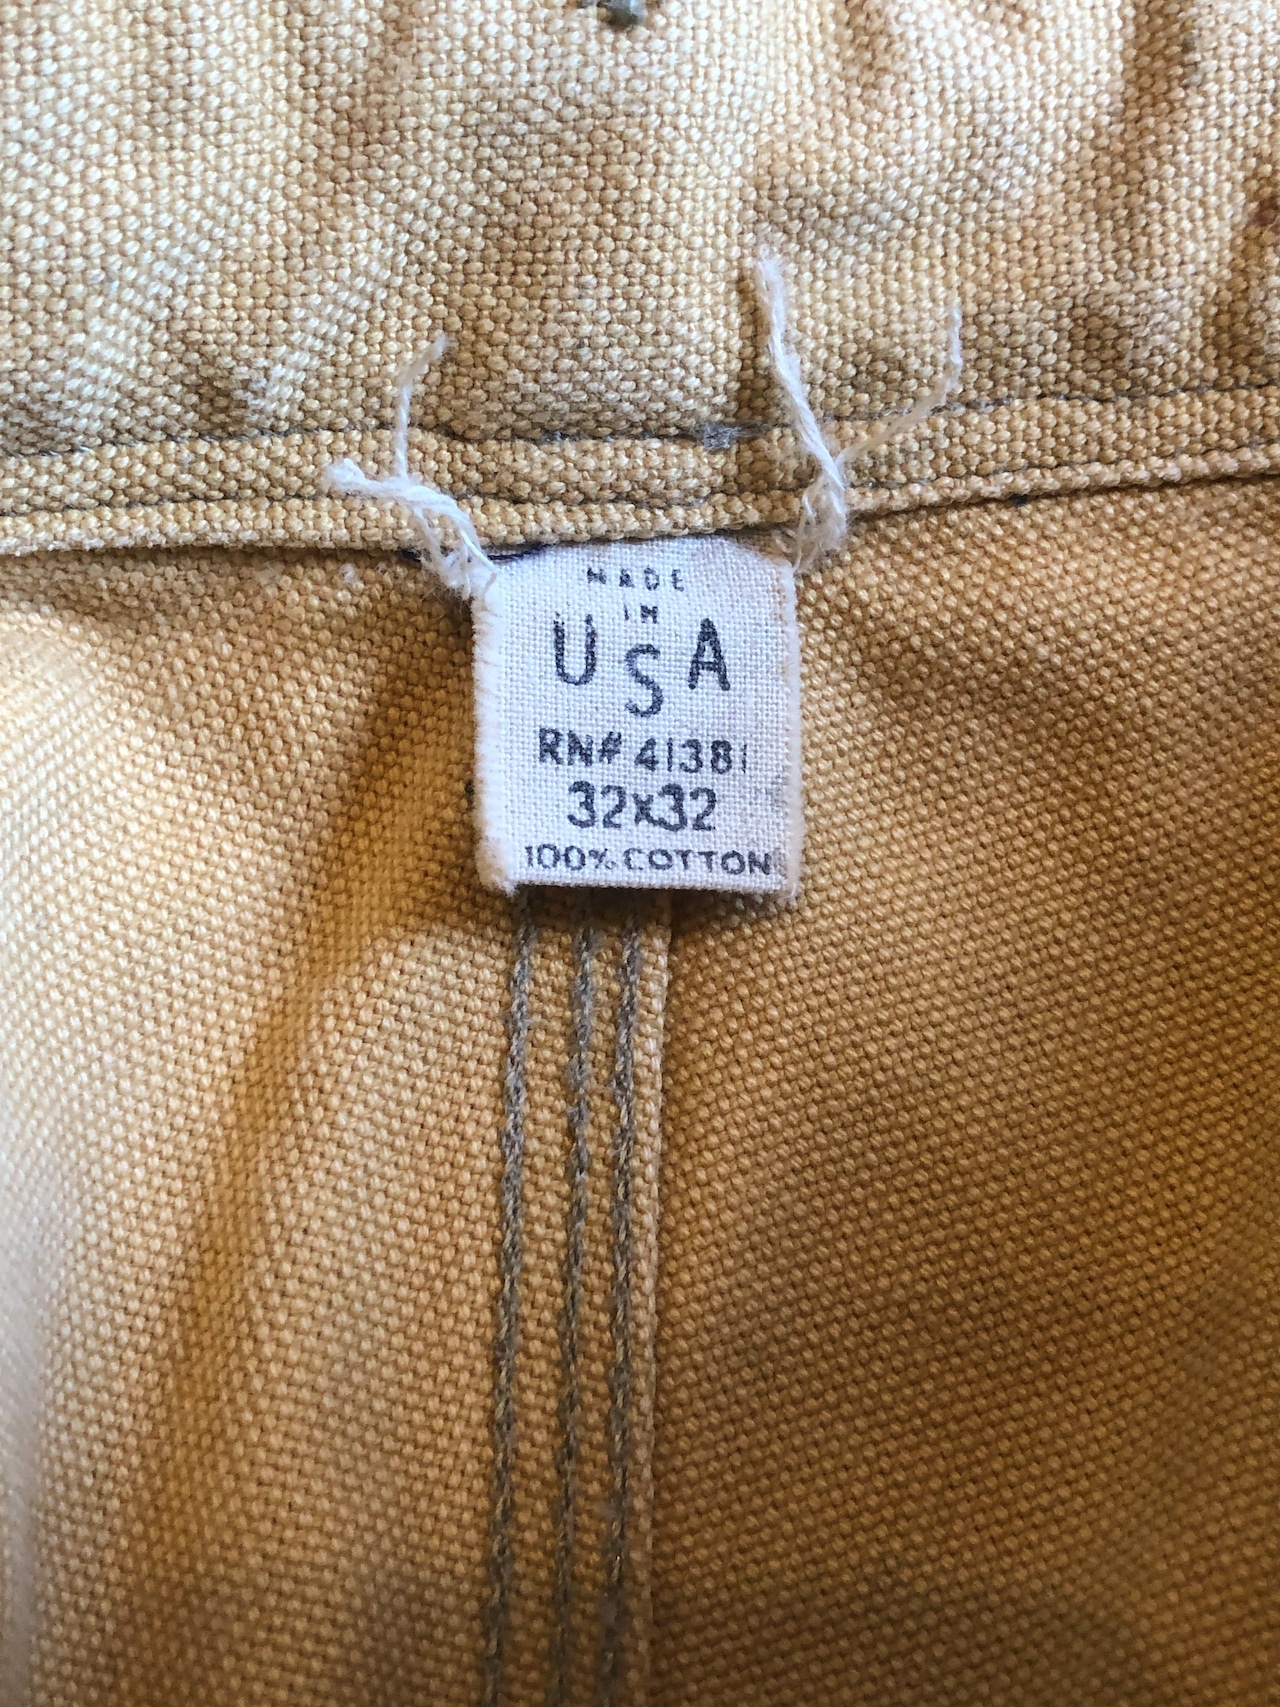 MADE
IN
USA
RN# 41381
32x32
100% COTTON